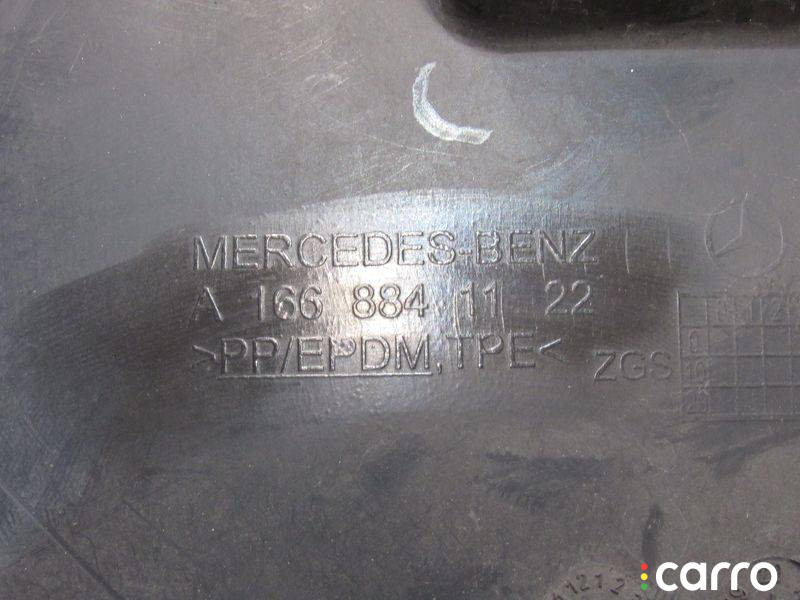 MERCEDES-BENZ
A 166 884 11 22
>PP/EPDM,TPE<
ZGS
carro